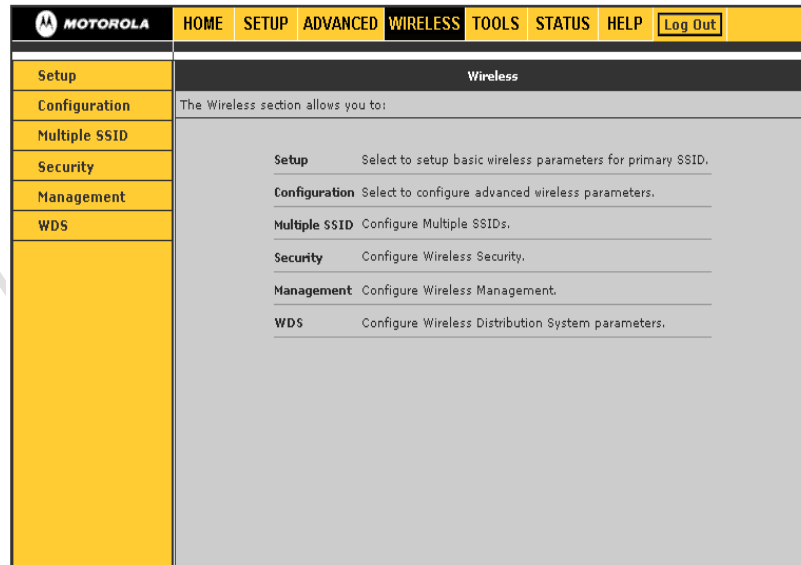 MOTOROLA HOME SETUP ADVANCED WIRELESS TOOLS STATUS HELP Log Out
Setup
Configuration
Multiple SSID
Security
Management
WDS
Wireless
The Wireless section allows you to:
Setup Select to setup basic wireless parameters for primary SSID.
Configuration Select to configure advanced wireless parameters.
Multiple SSID Configure Multiple SSIDs.
Security Configure Wireless Security.
Management Configure Wireless Management.
WDS Configure Wireless Distribution System parameters.